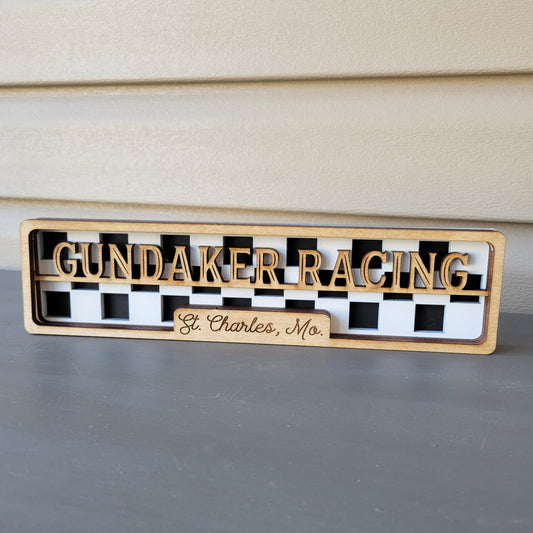 GUNDAKER RACING
St. Charles, Mo.